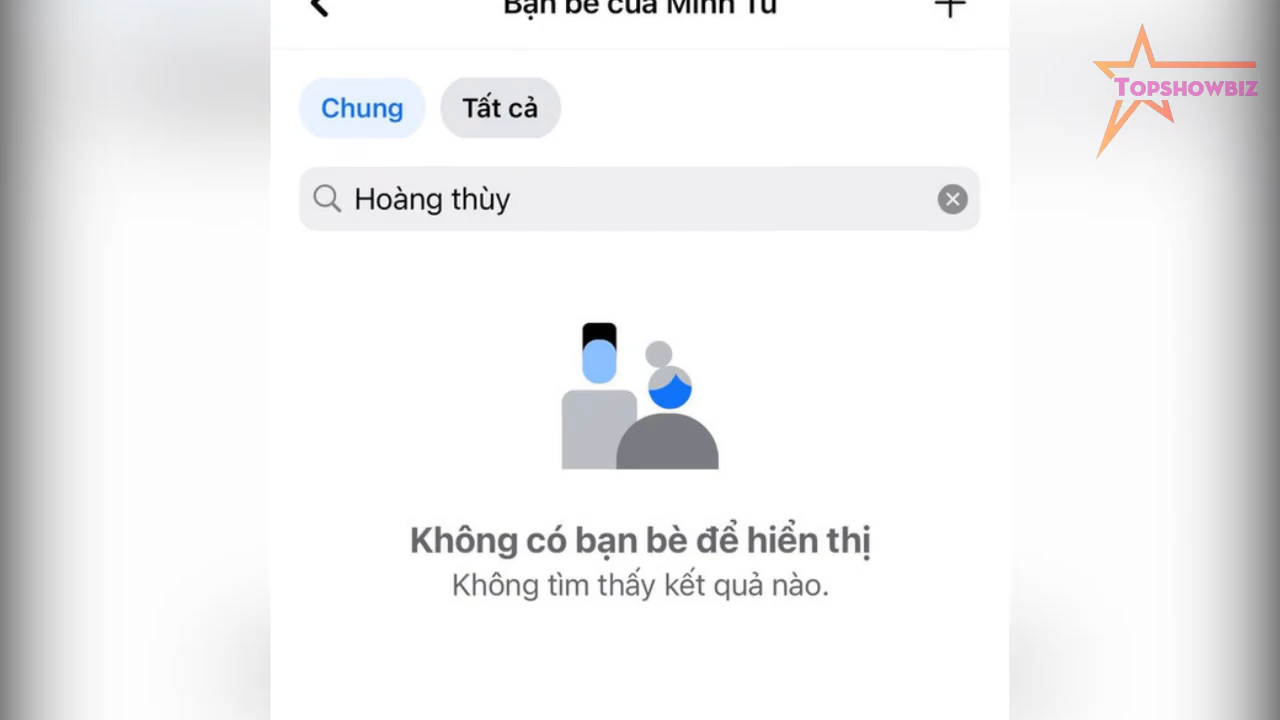 Bạn bè của Minh Tú
Chung
Tất cả
Hoàng thùy
Không có bạn bè để hiển thị
Không tìm thấy kết quả nào.
TOPSHOWBIZ